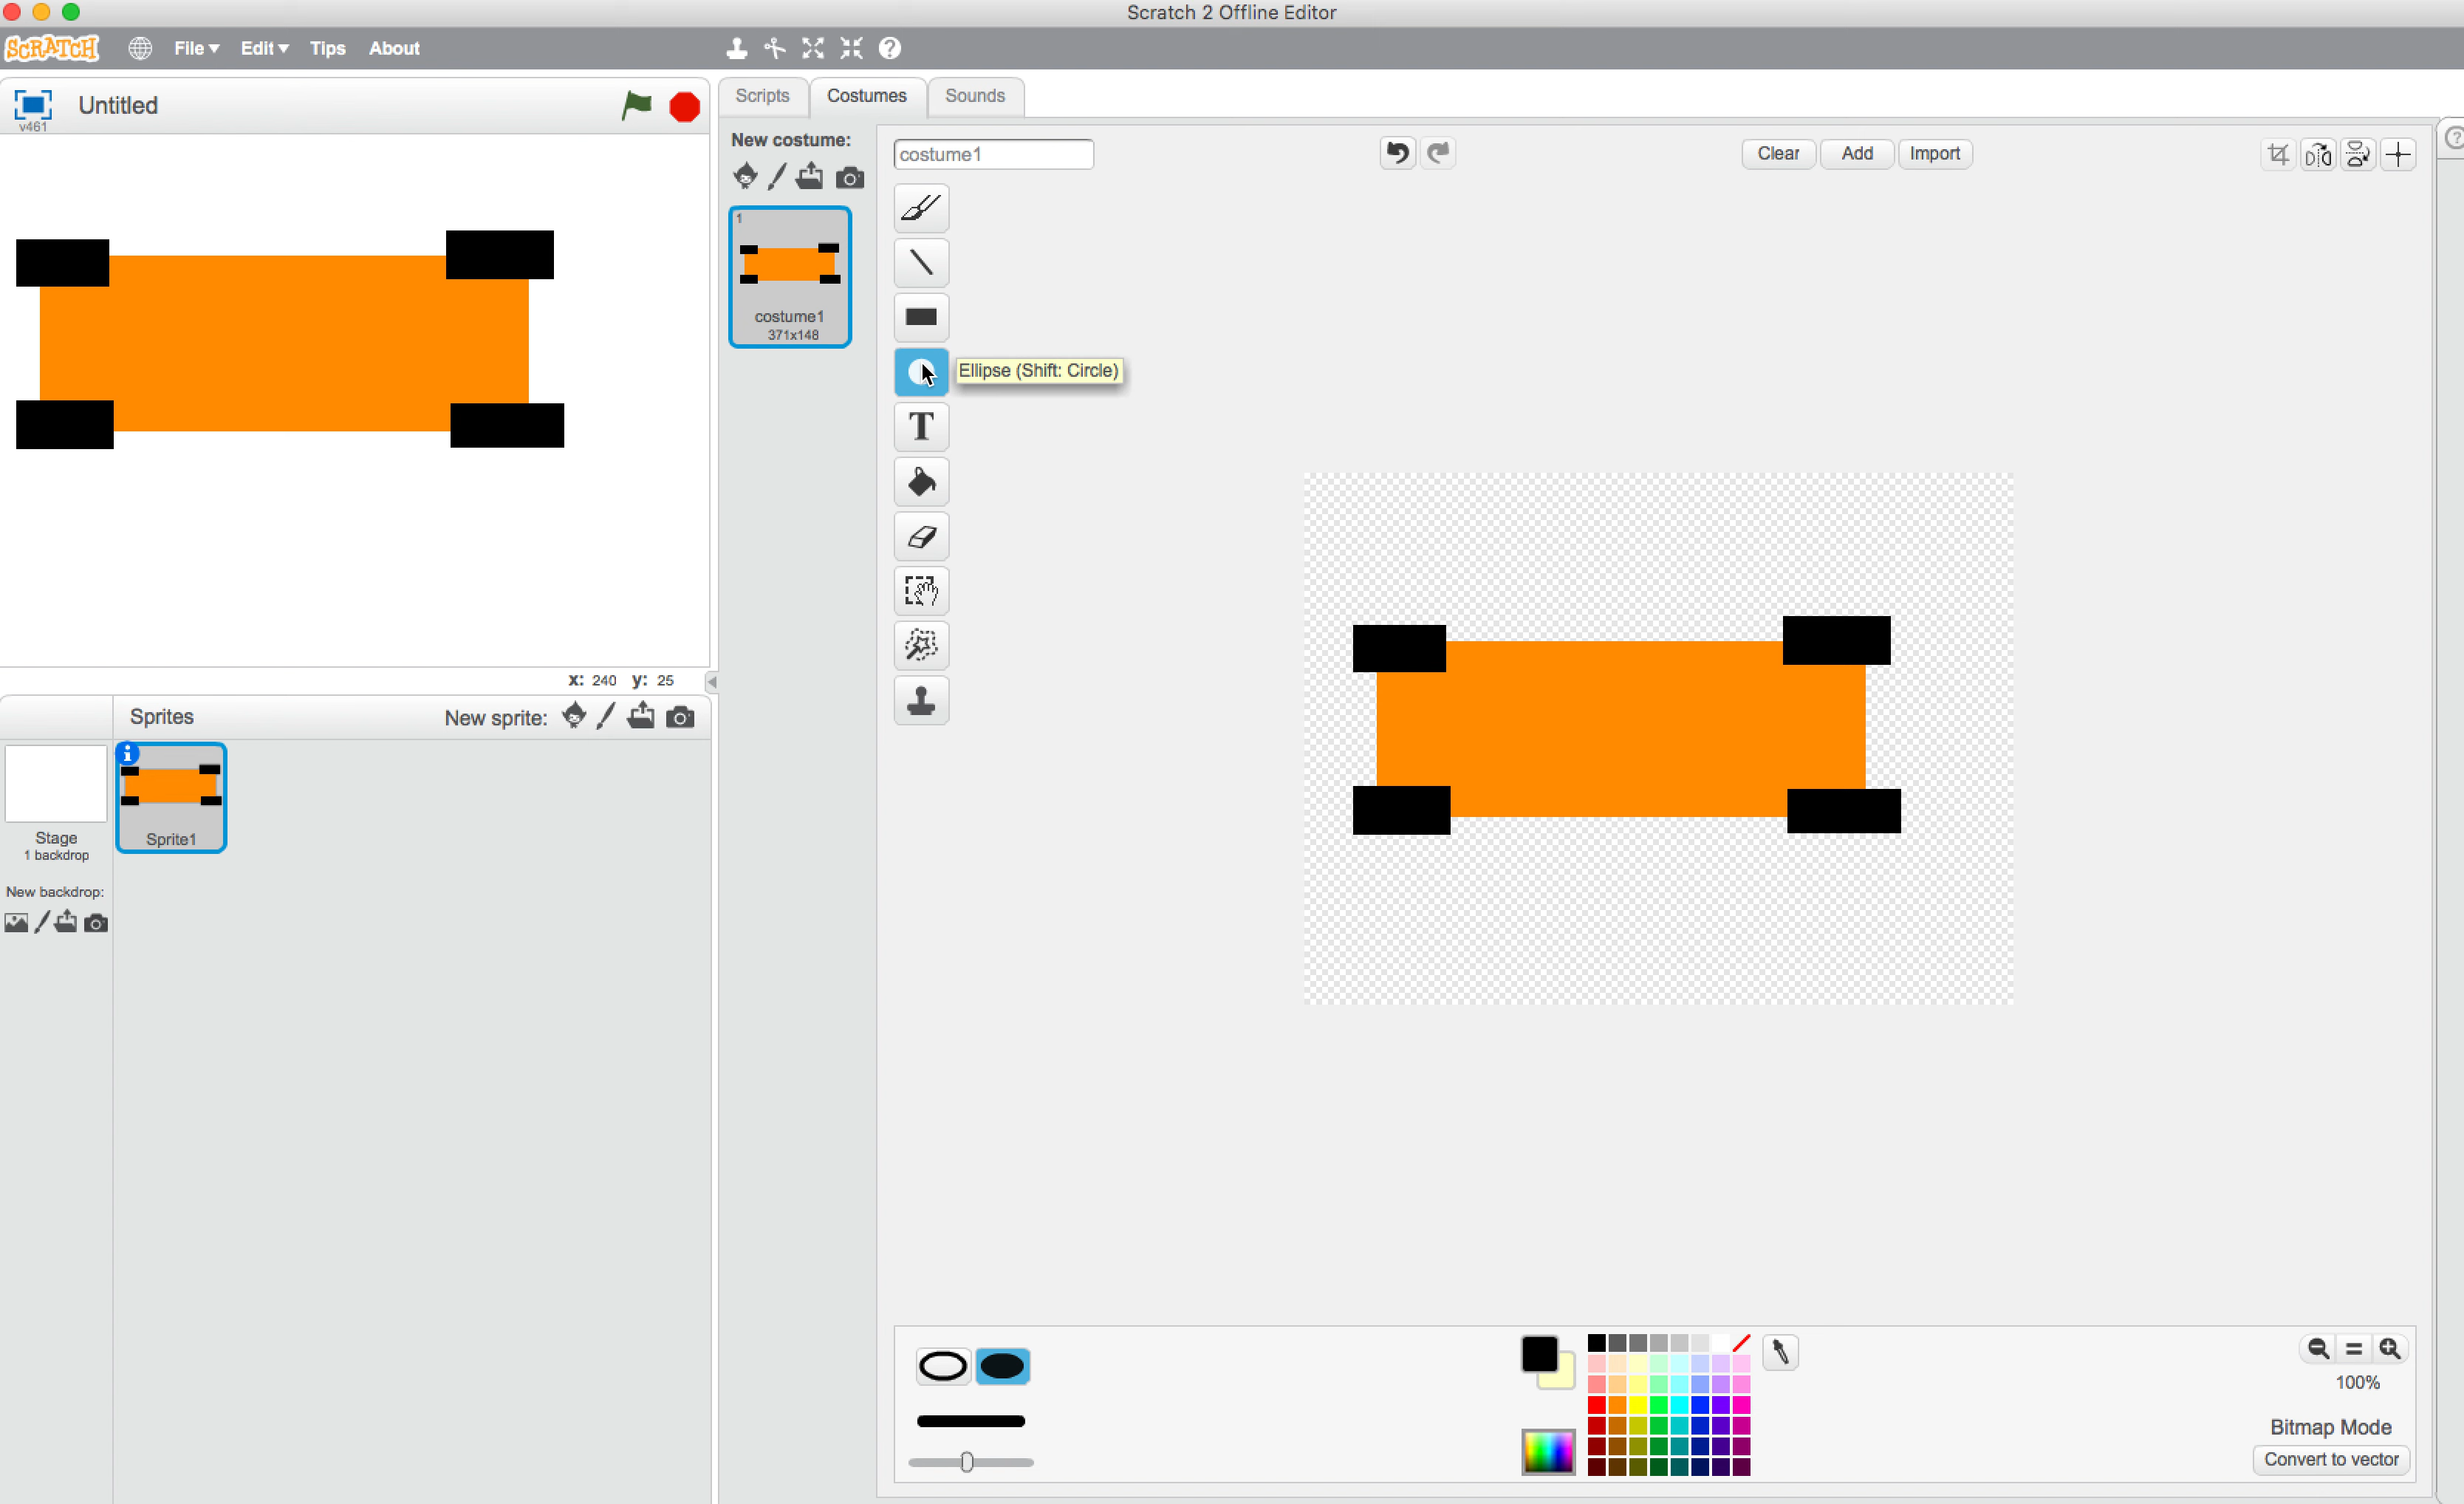 Scratch 2 Offline Editor
SCRATCH File Edit Tips About
v461 Untitled
Scripts Costumes Sounds
New costume:
costume1
Clear Add Import
1
costume1
371x148
Ellipse (Shift: Circle)
T
x: 240 y: 25
Sprites New sprite:
Stage
1 backdrop
Sprite1
New backdrop:
100%
Bitmap Mode
Convert to vector